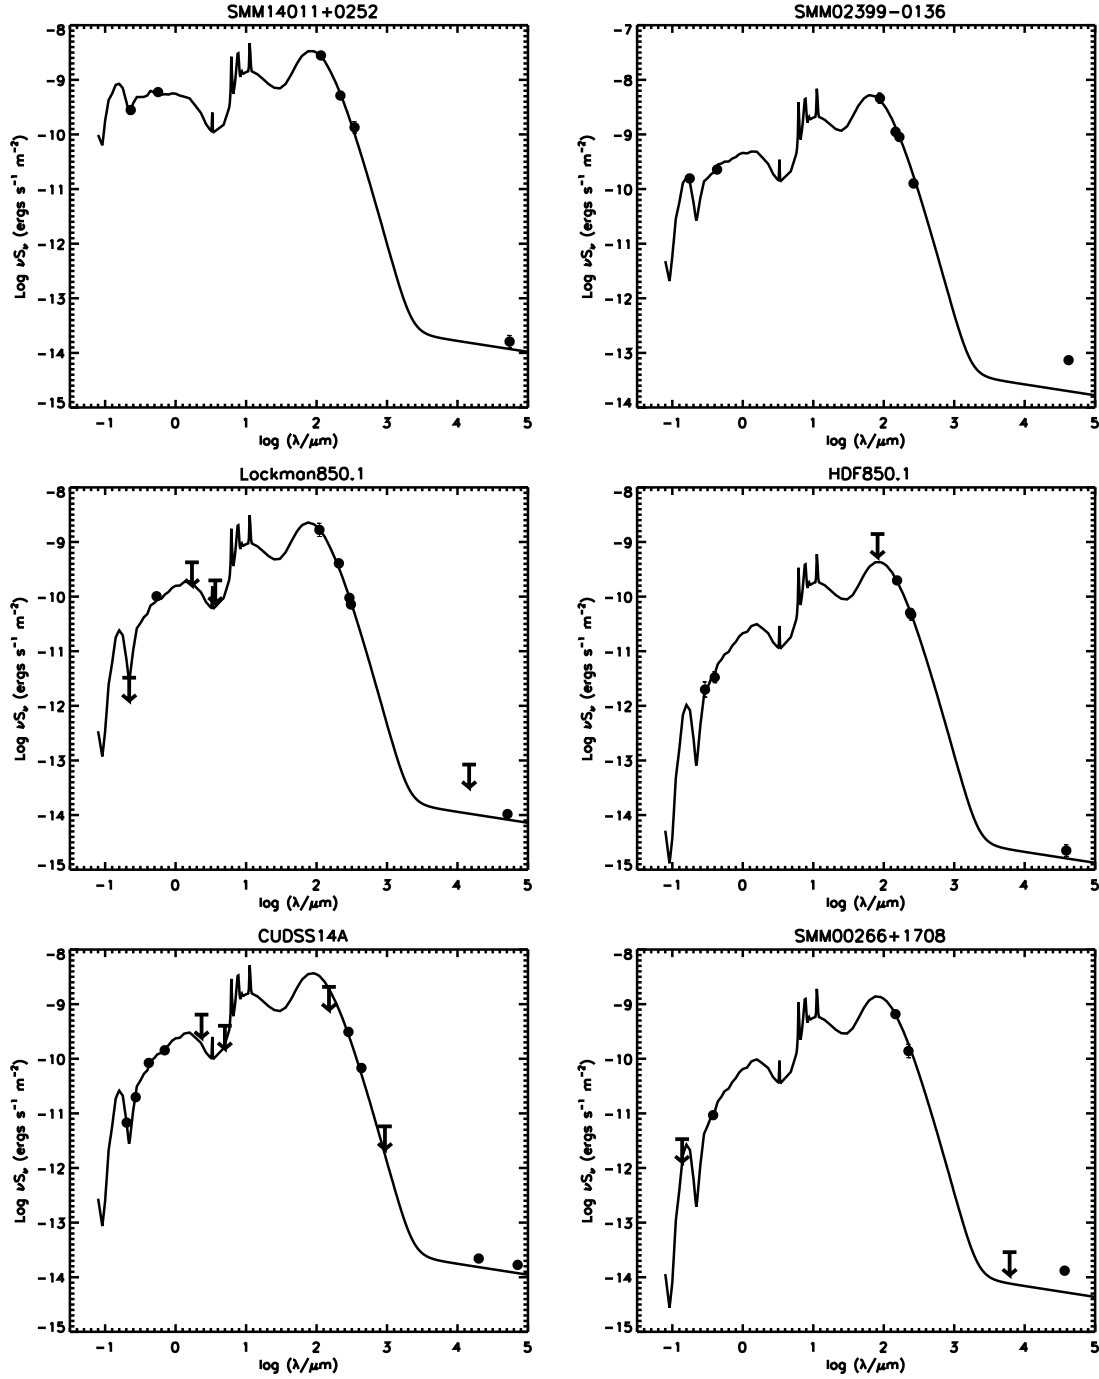 SMM14011+0252
-8
-9
-10
-11
-12
-13
-14
-15
Log νSν (ergs s⁻¹ m⁻²)
-1 0 1 2 3 4 5
log (λ/μm)
SMM02399-0136
-7
-8
-9
-10
-11
-12
-13
-14
Log νSν (ergs s⁻¹ m⁻²)
-1 0 1 2 3 4 5
log (λ/μm)
Lockman850.1
-8
-9
-10
-11
-12
-13
-14
-15
Log νSν (ergs s⁻¹ m⁻²)
-1 0 1 2 3 4 5
log (λ/μm)
HDF850.1
-8
-9
-10
-11
-12
-13
-14
-15
Log νSν (ergs s⁻¹ m⁻²)
-1 0 1 2 3 4 5
log (λ/μm)
CUDSS14A
-8
-9
-10
-11
-12
-13
-14
-15
Log νSν (ergs s⁻¹ m⁻²)
-1 0 1 2 3 4 5
log (λ/μm)
SMM00266+1708
-8
-9
-10
-11
-12
-13
-14
-15
Log νSν (ergs s⁻¹ m⁻²)
-1 0 1 2 3 4 5
log (λ/μm)